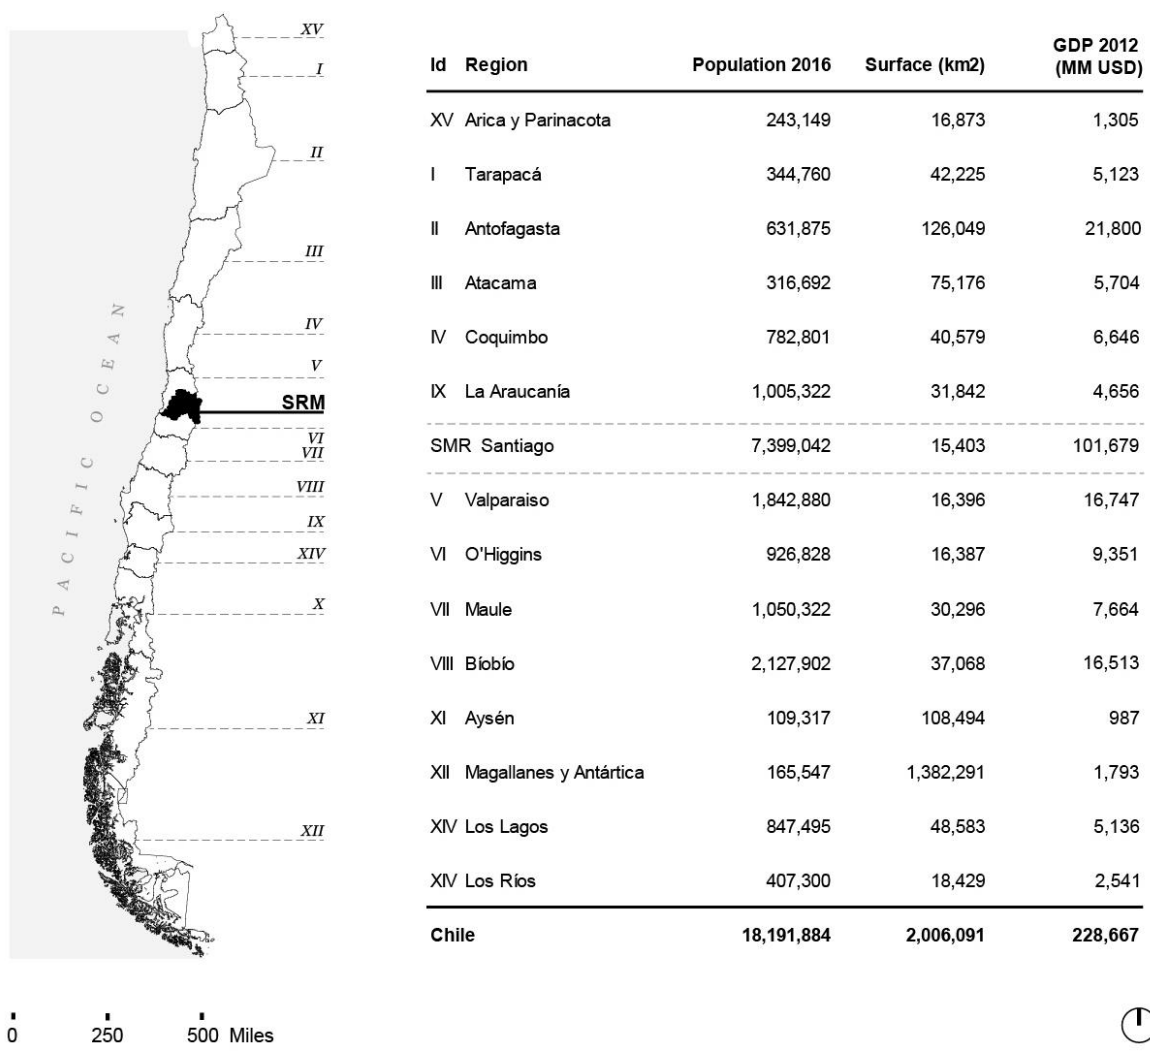 XV
I
II
III
IV
V
SRM
VI
VII
VIII
IX
XIV
X
XI
XII
PACIFIC OCEAN
Id Region Population 2016 Surface (km2) GDP 2012 (MM USD)
XV Arica y Parinacota 243,149 16,873 1,305
I Tarapacá 344,760 42,225 5,123
II Antofagasta 631,875 126,049 21,800
III Atacama 316,692 75,176 5,704
IV Coquimbo 782,801 40,579 6,646
IX La Araucanía 1,005,322 31,842 4,656
SMR Santiago 7,399,042 15,403 101,679
V Valparaiso 1,842,880 16,396 16,747
VI O'Higgins 926,828 16,387 9,351
VII Maule 1,050,322 30,296 7,664
VIII Bíobío 2,127,902 37,068 16,513
XI Aysén 109,317 108,494 987
XII Magallanes y Antártica 165,547 1,382,291 1,793
XIV Los Lagos 847,495 48,583 5,136
XIV Los Ríos 407,300 18,429 2,541
Chile 18,191,884 2,006,091 228,667
0 250 500 Miles